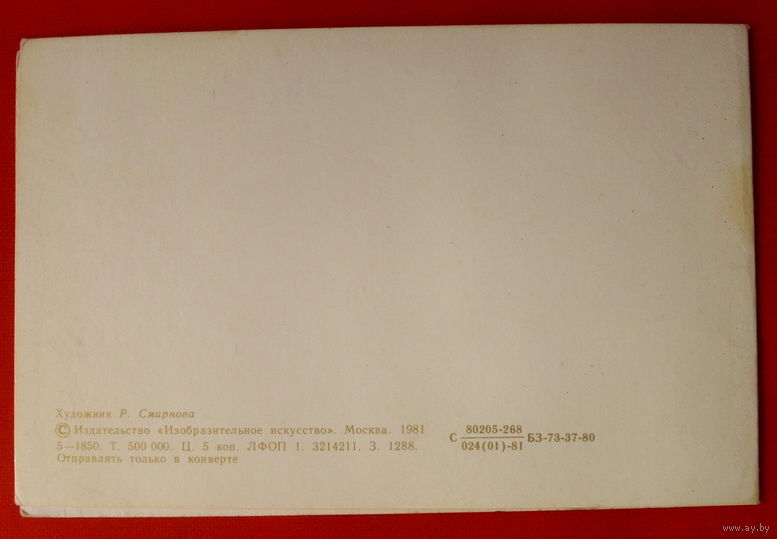 Художник Р. Смирнова
© Издательство «Изобразительное искусство». Москва. 1981
5—1850. Т. 500 000. Ц. 5 коп. ЛФОП 1. 3214211. З. 1288.
Отправлять только в конверте
С 80205-268 БЗ-73-37-80
024(01)-81
www.ay.by